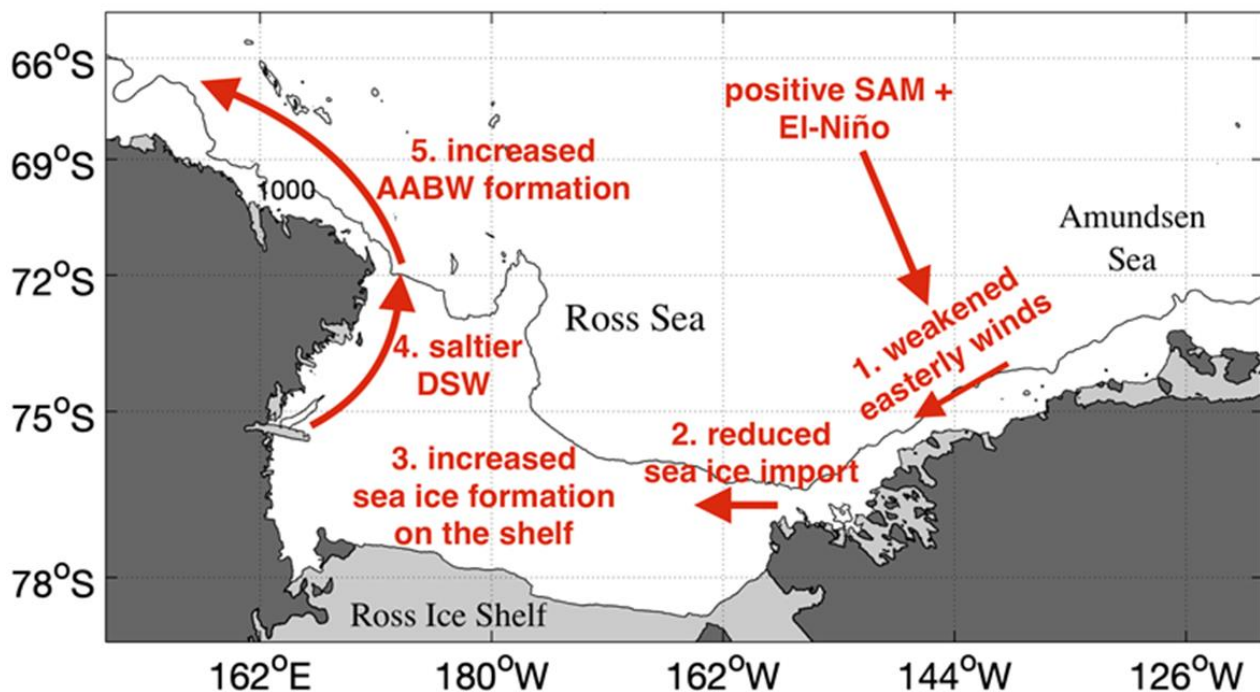 66°S
69°S
72°S
75°S
78°S
162°E
180°W
162°W
144°W
126°W
positive SAM +
El-Niño
5. increased
AABW formation
1000
Amundsen
Sea
Ross Sea
1. weakened
easterly winds
4. saltier
DSW
2. reduced
sea ice import
3. increased
sea ice formation
on the shelf
Ross Ice Shelf